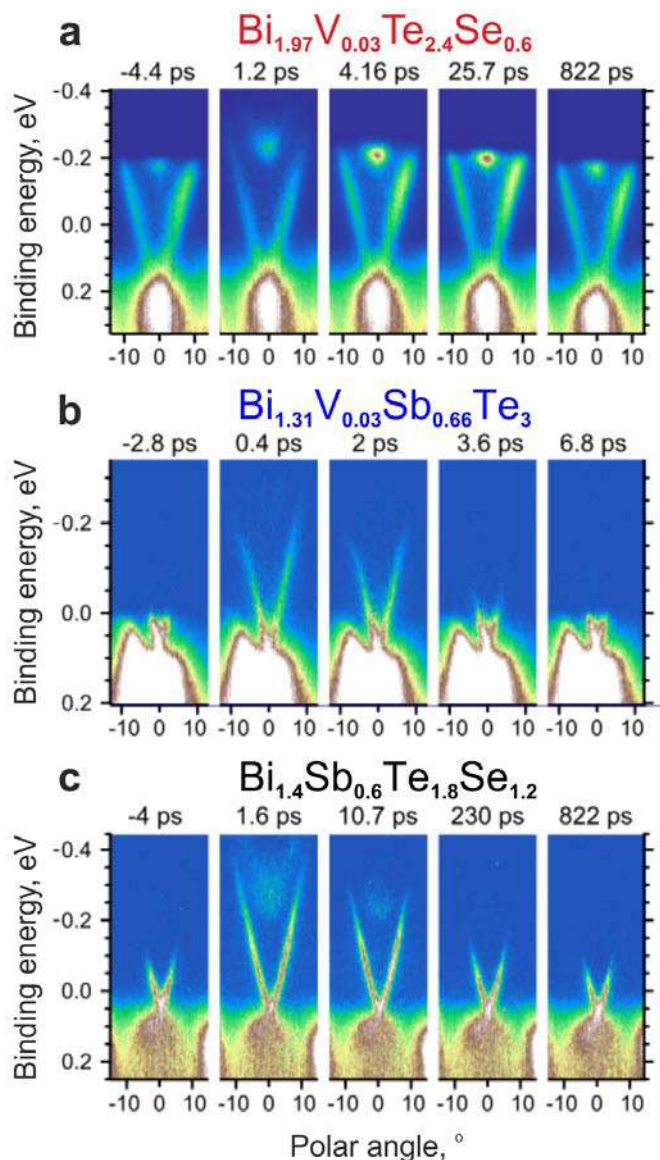 a Bi1.97V0.03Te2.4Se0.6
-4.4 ps 1.2 ps 4.16 ps 25.7 ps 822 ps
-0.4
-0.2
0.0
0.2
Binding energy, eV
-10 0 10 -10 0 10 -10 0 10 -10 0 10 -10 0 10
b Bi1.31V0.03Sb0.66Te3
-2.8 ps 0.4 ps 2 ps 3.6 ps 6.8 ps
-0.2
0.0
0.2
Binding energy, eV
-10 0 10 -10 0 10 -10 0 10 -10 0 10 -10 0 10
c Bi1.4Sb0.6Te1.8Se1.2
-4 ps 1.6 ps 10.7 ps 230 ps 822 ps
-0.4
-0.2
0.0
0.2
Binding energy, eV
-10 0 10 -10 0 10 -10 0 10 -10 0 10 -10 0 10
Polar angle, °